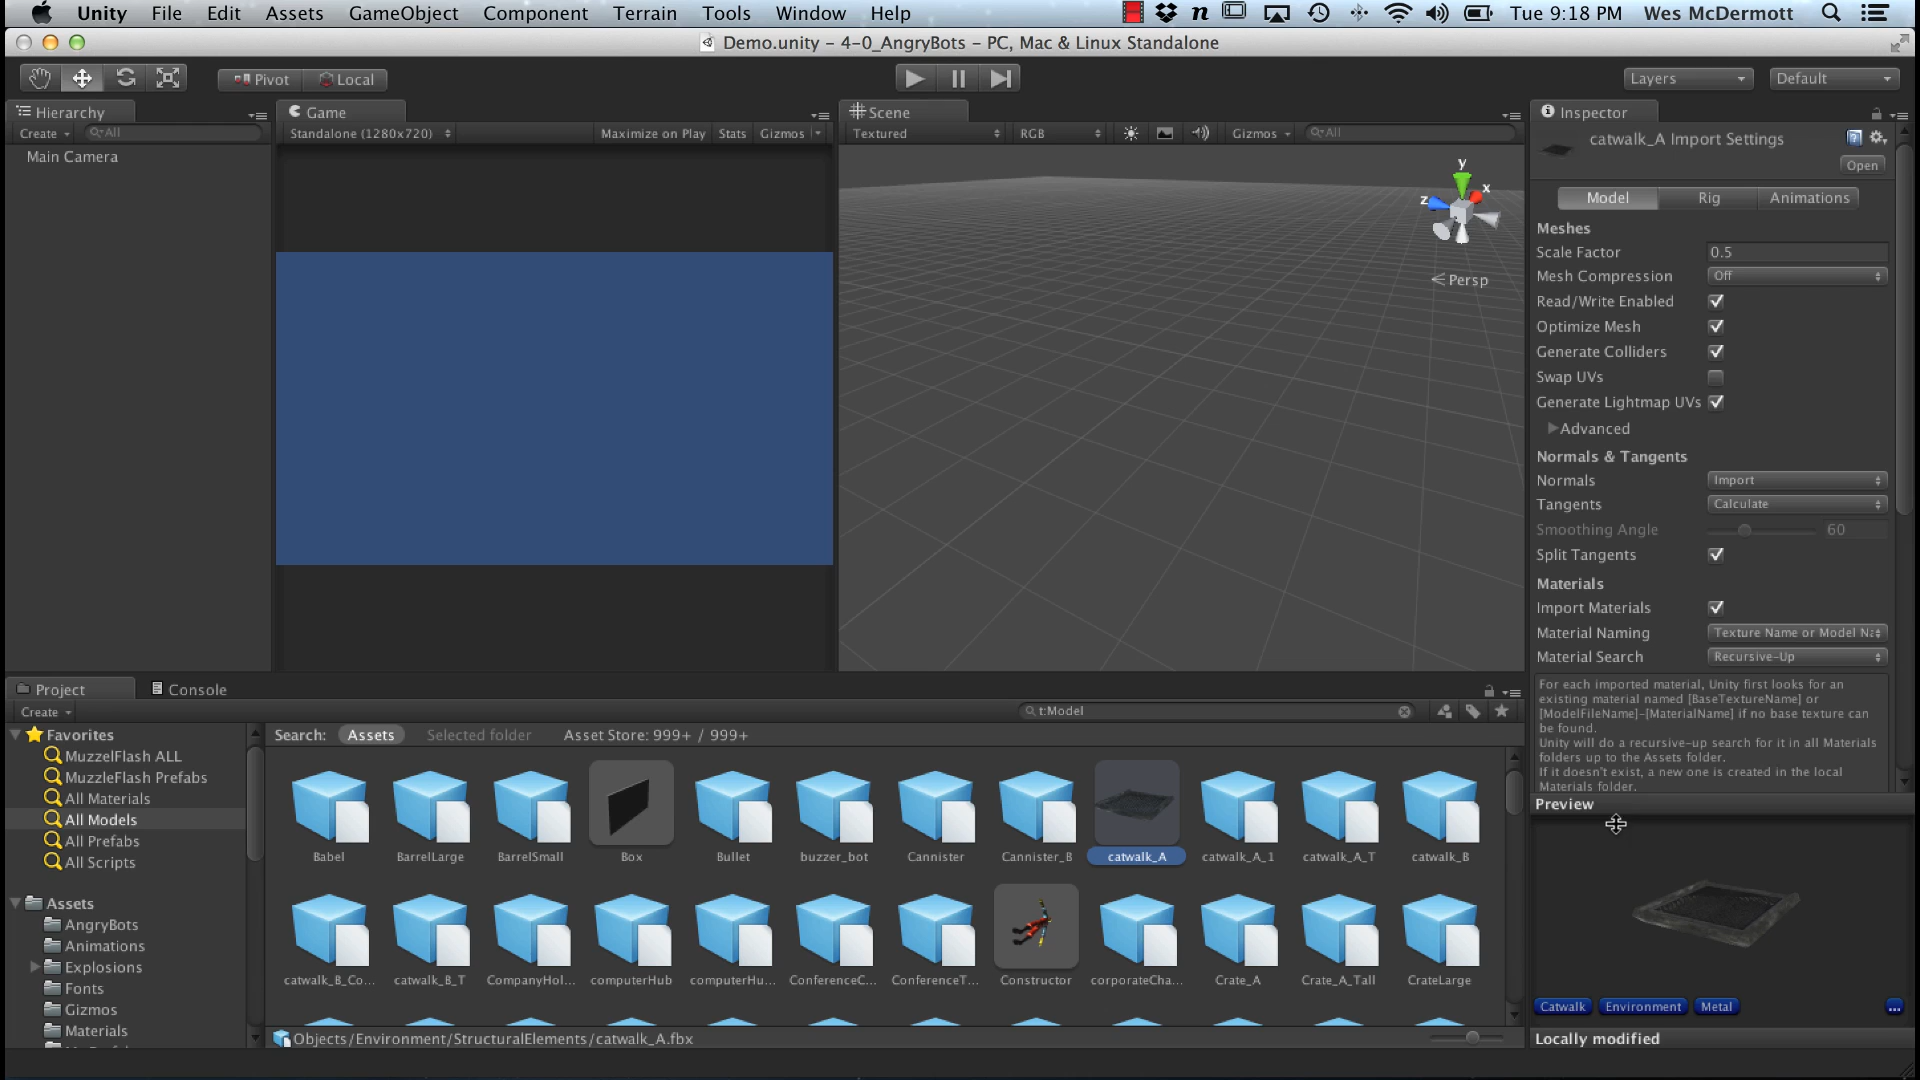 Unity File Edit Assets GameObject Component Terrain Tools Window Help Tue 9:18 PM Wes McDermott
Demo.unity – 4-0_AngryBots – PC, Mac & Linux Standalone
Pivot Local Layers Default
Hierarchy
Create All
Main Camera
Game
Standalone (1280x720) Maximize on Play Stats Gizmos
Scene
Textured RGB Gizmos All
y
x
z
Persp
Inspector
catwalk_A Import Settings
Open
Model Rig Animations
Meshes
Scale Factor 0.5
Mesh Compression Off
Read/Write Enabled
Optimize Mesh
Generate Colliders
Swap UVs
Generate Lightmap UVs
Advanced
Normals & Tangents
Normals Import
Tangents Calculate
Smoothing Angle 60
Split Tangents
Materials
Import Materials
Material Naming Texture Name or Model Na
Material Search Recursive-Up
For each imported material, Unity first looks for an
existing material named [BaseTextureName] or
[ModelFileName]-[MaterialName] if no base texture can
be found.
Unity will do a recursive-up search for it in all Materials
folders up to the Assets folder.
If it doesn't exist, a new one is created in the local
Materials folder.
Preview
Catwalk Environment Metal ...
Locally modified
Project Console
Create t:Model
Favorites
MuzzelFlash ALL
MuzzleFlash Prefabs
All Materials
All Models
All Prefabs
All Scripts
Assets
AngryBots
Animations
Explosions
Fonts
Gizmos
Materials
Search: Assets Selected folder Asset Store: 999+ / 999+
Babel BarrelLarge BarrelSmall Box Bullet buzzer_bot Cannister Cannister_B catwalk_A catwalk_A_1 catwalk_A_T catwalk_B
catwalk_B_Co... catwalk_B_T CompanyHol... computerHub computerHu... ConferenceC... ConferenceT... Constructor corporateCha... Crate_A Crate_A_Tall CrateLarge
Objects/Environment/StructuralElements/catwalk_A.fbx